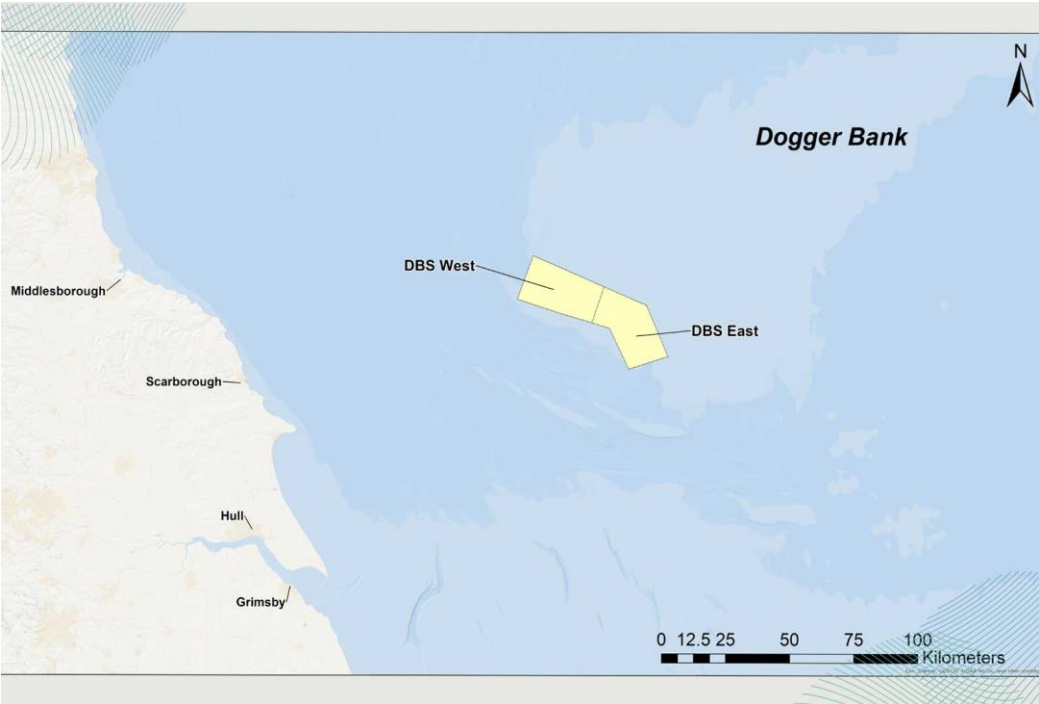 N
Dogger Bank
DBS West
Middlesborough
DBS East
Scarborough
Hull
Grimsby
0 12.5 25 50 75 100
Kilometers